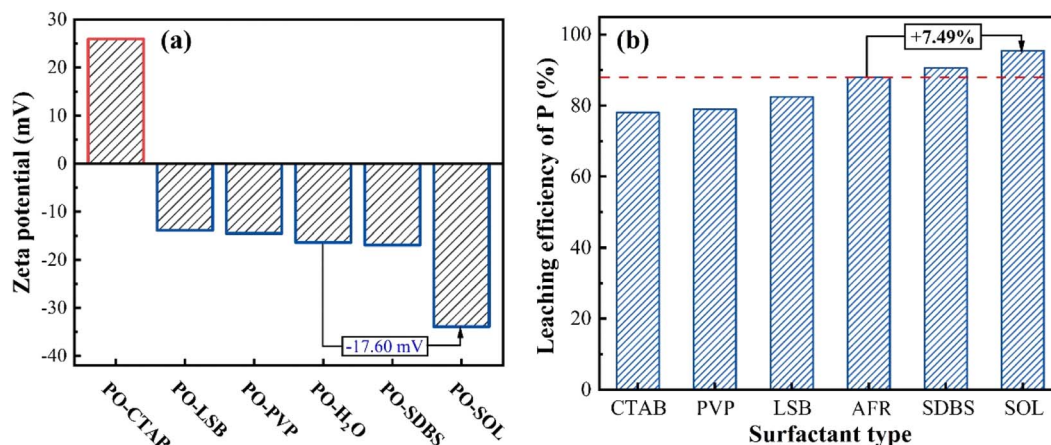 (a)
Zeta potential (mV)
30
20
10
0
-10
-20
-30
-40
-17.60 mV
PO-CTAB
PO-LSB
PO-PVP
PO-H₂O
PO-SDBS
PO-SOL
(b)
Leaching efficiency of P (%)
100
80
60
40
20
0
+7.49%
CTAB PVP LSB AFR SDBS SOL
Surfactant type